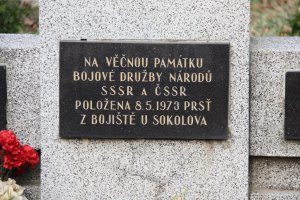 NA VĚČNOU PAMÁTKU
BOJOVÉ DRUŽBY NÁRODŮ
SSSR A ČSSR
POLOŽENA 8.5.1973 PRSŤ
Z BOJIŠTĚ U SOKOLOVA